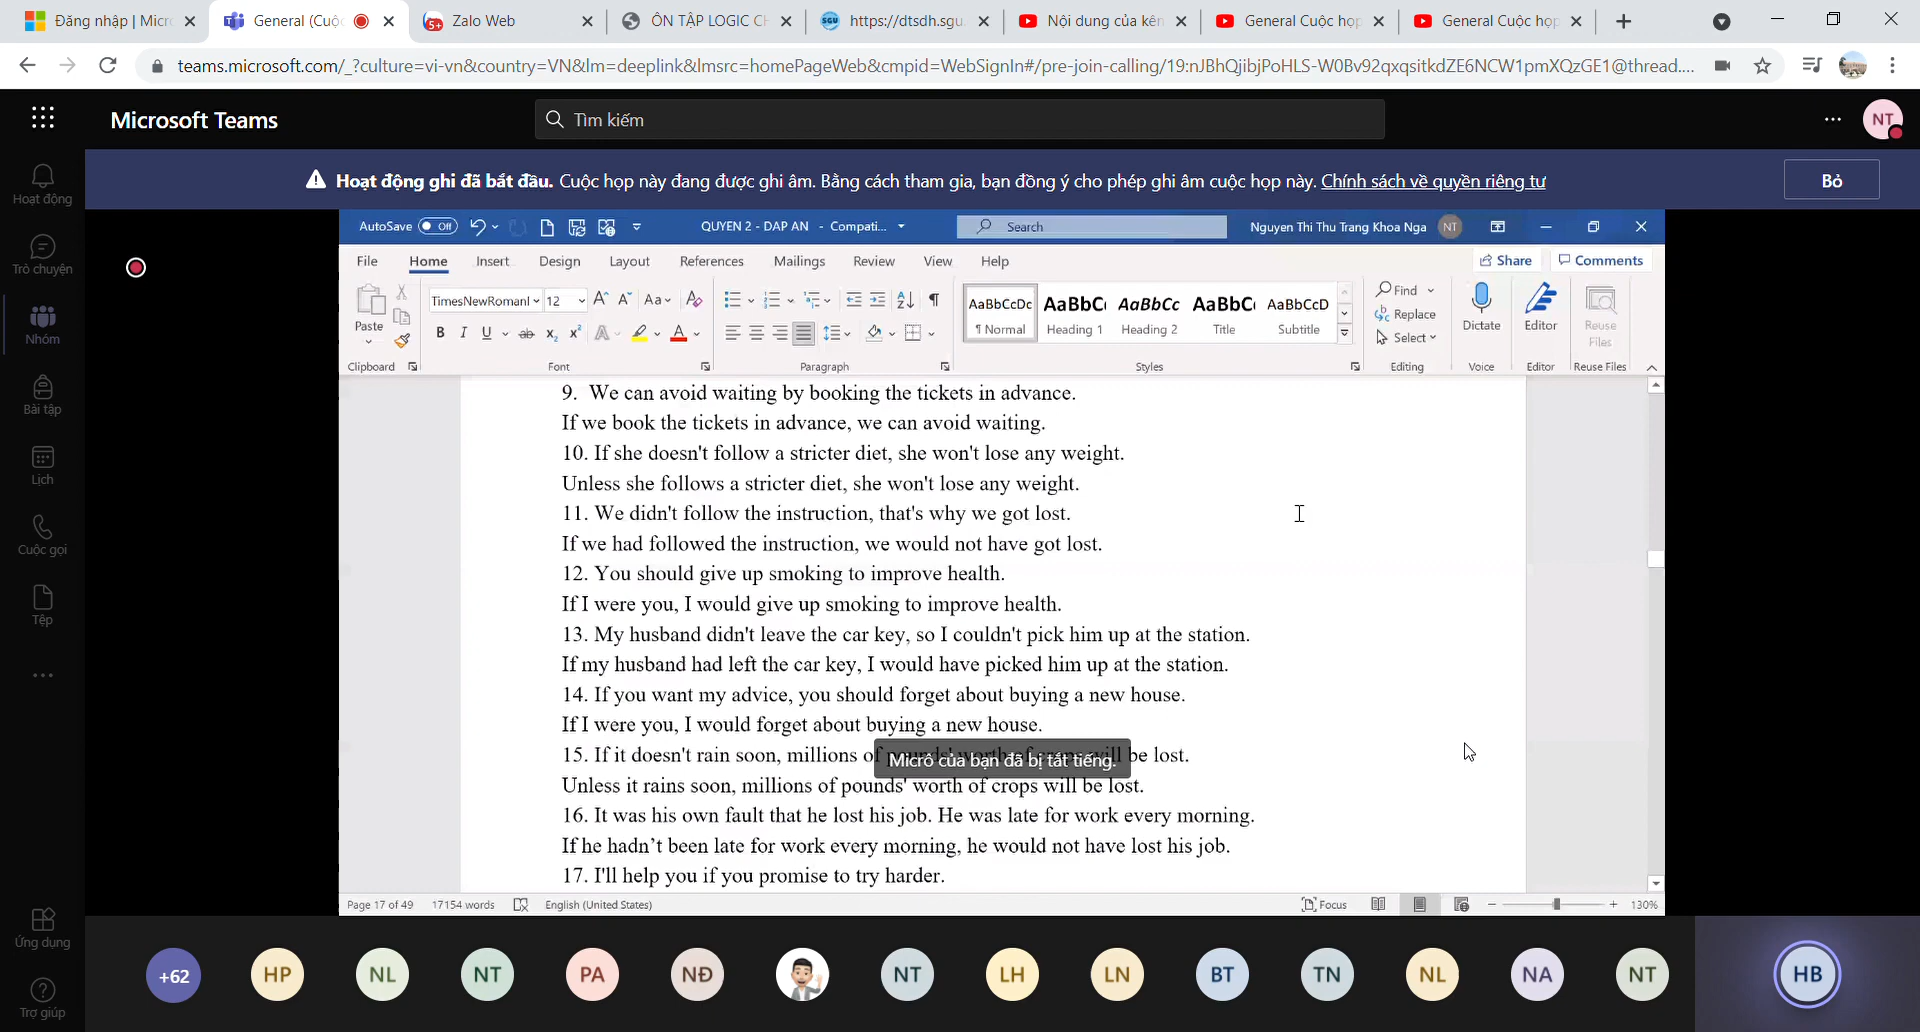 Đăng nhập | Micr
General (Cuộc
Zalo Web
ÔN TẬP LOGIC CH
https://dtsdh.sgu.
Nội dung của kên
General Cuộc họp
General Cuộc họp
teams.microsoft.com/_?culture=vi-vn&country=VN&lm=deeplink&lmsrc=homePageWeb&cmpid=WebSignIn#/pre-join-calling/19:nJBhQjibjPoHLS-W0Bv92qxqsitkdZE6NCW1pmXQzGE1@thread....
Microsoft Teams
Tìm kiếm
NT
Hoạt động ghi đã bắt đầu. Cuộc họp này đang được ghi âm. Bằng cách tham gia, bạn đồng ý cho phép ghi âm cuộc họp này. Chính sách về quyền riêng tư
Bỏ
Hoạt động
Trò chuyện
Nhóm
Bài tập
Lịch
Cuộc gọi
Tệp
Ứng dụng
Trợ giúp
AutoSave Off
QUYEN 2 - DAP AN - Compati...
Search
Nguyen Thi Thu Trang Khoa Nga NT
File Home Insert Design Layout References Mailings Review View Help
Share Comments
Paste
TimesNewRomanI 12
AaBbCcDc AaBbC AaBbCc AaBbC AaBbCcD
¶ Normal Heading 1 Heading 2 Title Subtitle
Find
Replace
Select
Dictate
Editor
Reuse Files
Clipboard Font Paragraph Styles Editing Voice Editor Reuse Files
9. We can avoid waiting by booking the tickets in advance.
If we book the tickets in advance, we can avoid waiting.
10. If she doesn't follow a stricter diet, she won't lose any weight.
Unless she follows a stricter diet, she won't lose any weight.
11. We didn't follow the instruction, that's why we got lost.
If we had followed the instruction, we would not have got lost.
12. You should give up smoking to improve health.
If I were you, I would give up smoking to improve health.
13. My husband didn't leave the car key, so I couldn't pick him up at the station.
If my husband had left the car key, I would have picked him up at the station.
14. If you want my advice, you should forget about buying a new house.
If I were you, I would forget about buying a new house.
15. If it doesn't rain soon, millions of pounds' worth of crops will be lost.
Micrô của bạn đã bị tắt tiếng.
Unless it rains soon, millions of pounds' worth of crops will be lost.
16. It was his own fault that he lost his job. He was late for work every morning.
If he hadn’t been late for work every morning, he would not have lost his job.
17. I'll help you if you promise to try harder.
Page 17 of 49 17154 words English (United States)
Focus 130%
+62 HP NL NT PA NĐ NT LH LN BT TN NL NA NT HB